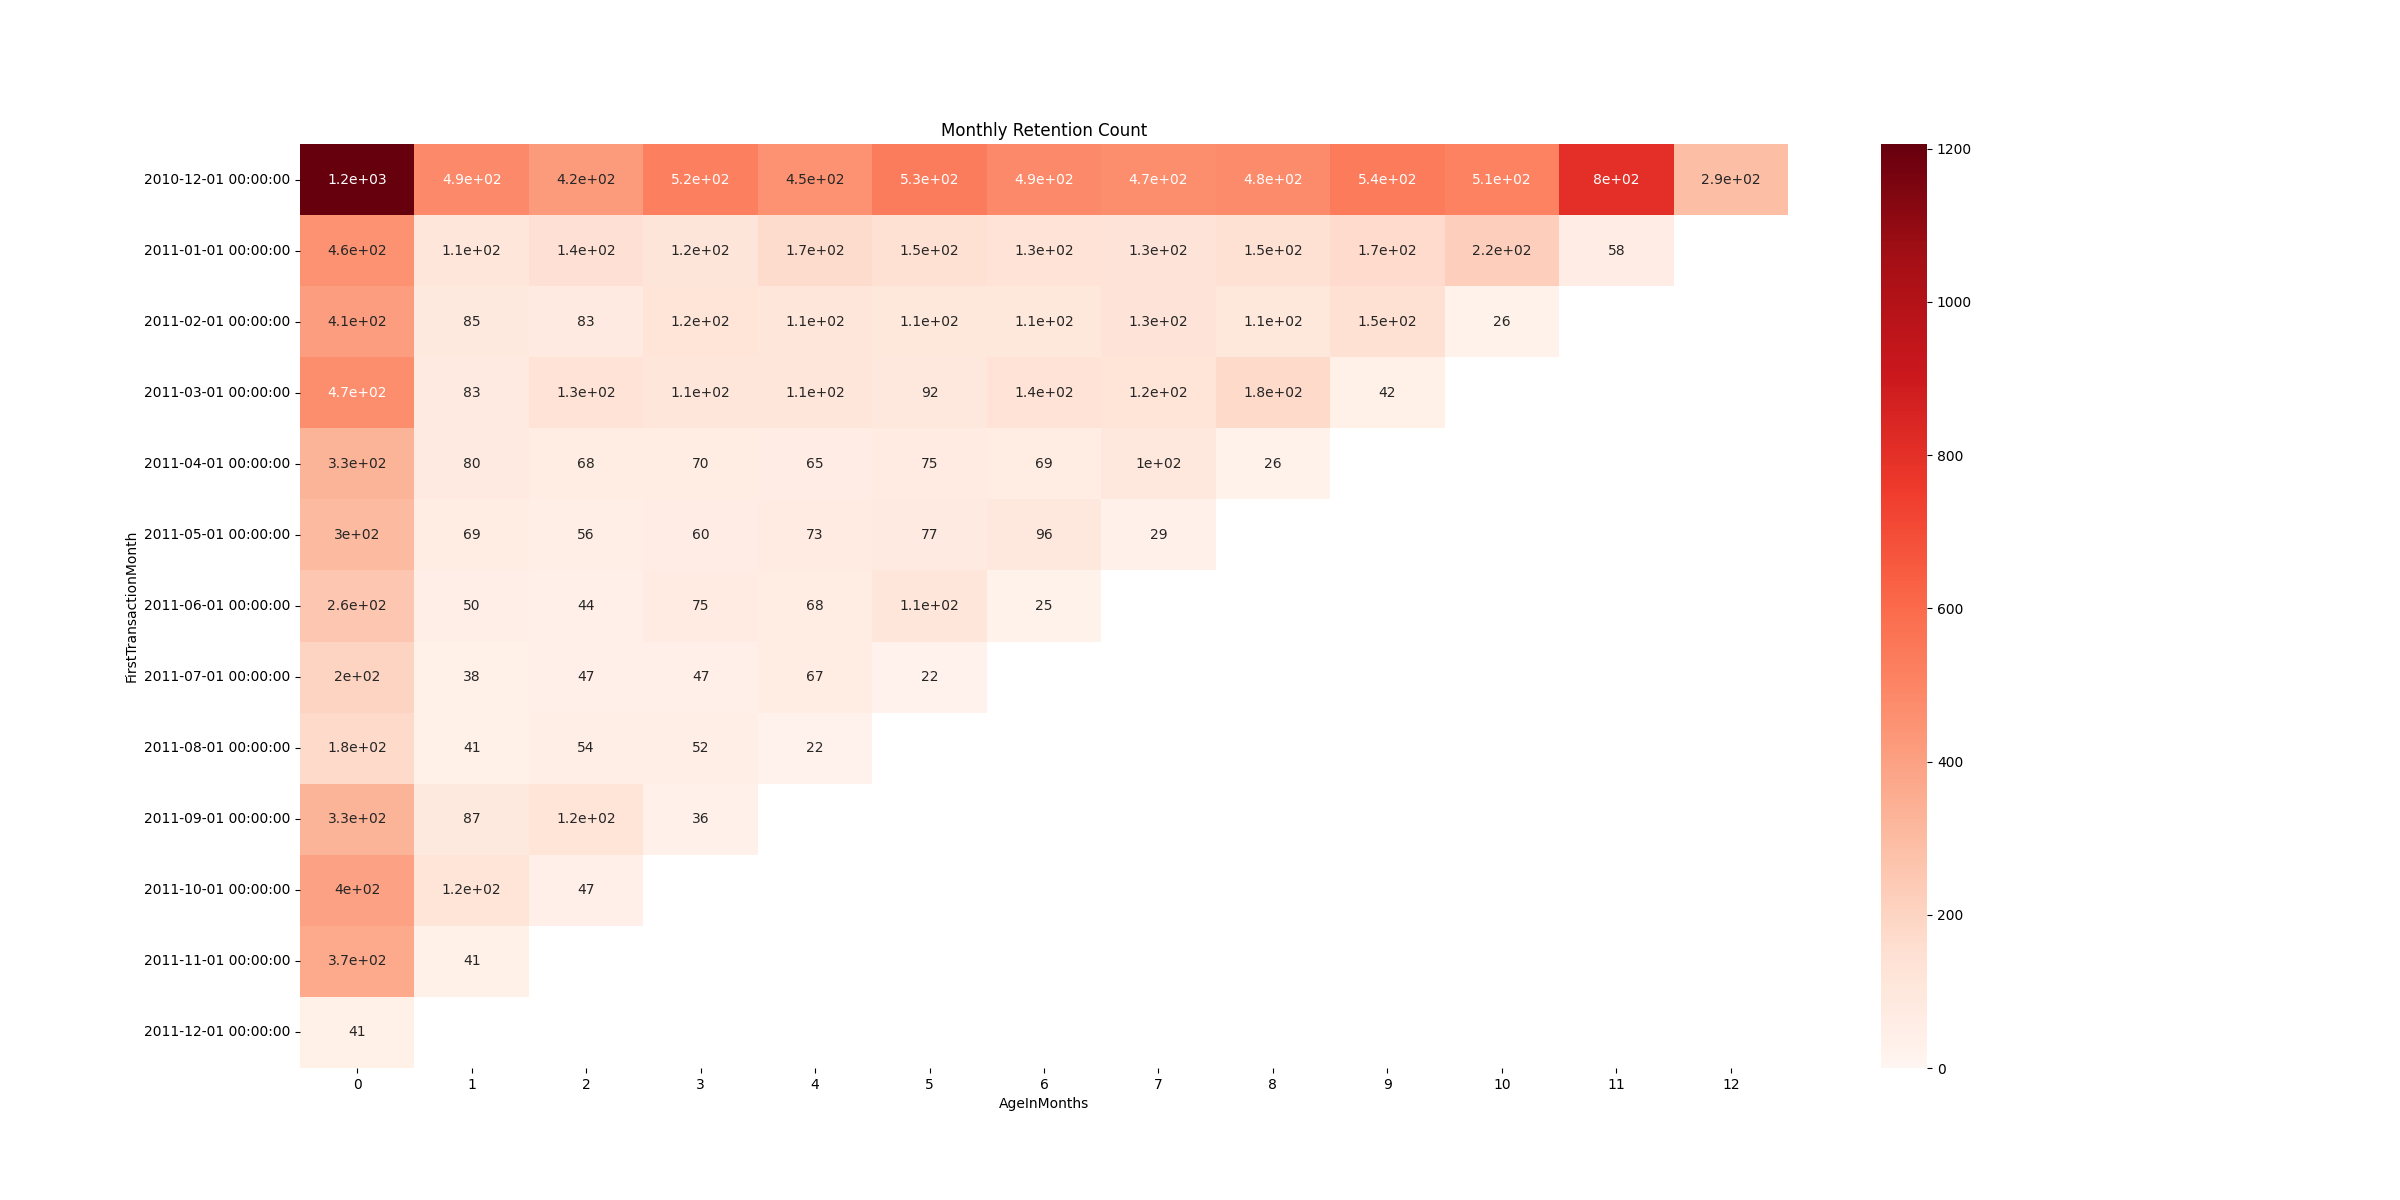 Monthly Retention Count
2010-12-01 00:00:00 1.2e+03 4.9e+02 4.2e+02 5.2e+02 4.5e+02 5.3e+02 4.9e+02 4.7e+02 4.8e+02 5.4e+02 5.1e+02 8e+02 2.9e+02
2011-01-01 00:00:00 4.6e+02 1.1e+02 1.4e+02 1.2e+02 1.7e+02 1.5e+02 1.3e+02 1.3e+02 1.5e+02 1.7e+02 2.2e+02 58
2011-02-01 00:00:00 4.1e+02 85 83 1.2e+02 1.1e+02 1.1e+02 1.1e+02 1.3e+02 1.1e+02 1.5e+02 26
2011-03-01 00:00:00 4.7e+02 83 1.3e+02 1.1e+02 1.1e+02 92 1.4e+02 1.2e+02 1.8e+02 42
2011-04-01 00:00:00 3.3e+02 80 68 70 65 75 69 1e+02 26
2011-05-01 00:00:00 3e+02 69 56 60 73 77 96 29
2011-06-01 00:00:00 2.6e+02 50 44 75 68 1.1e+02 25
2011-07-01 00:00:00 2e+02 38 47 47 67 22
2011-08-01 00:00:00 1.8e+02 41 54 52 22
2011-09-01 00:00:00 3.3e+02 87 1.2e+02 36
2011-10-01 00:00:00 4e+02 1.2e+02 47
2011-11-01 00:00:00 3.7e+02 41
2011-12-01 00:00:00 41
0 1 2 3 4 5 6 7 8 9 10 11 12
AgeInMonths
FirstTransactionMonth
1200
1000
800
600
400
200
0